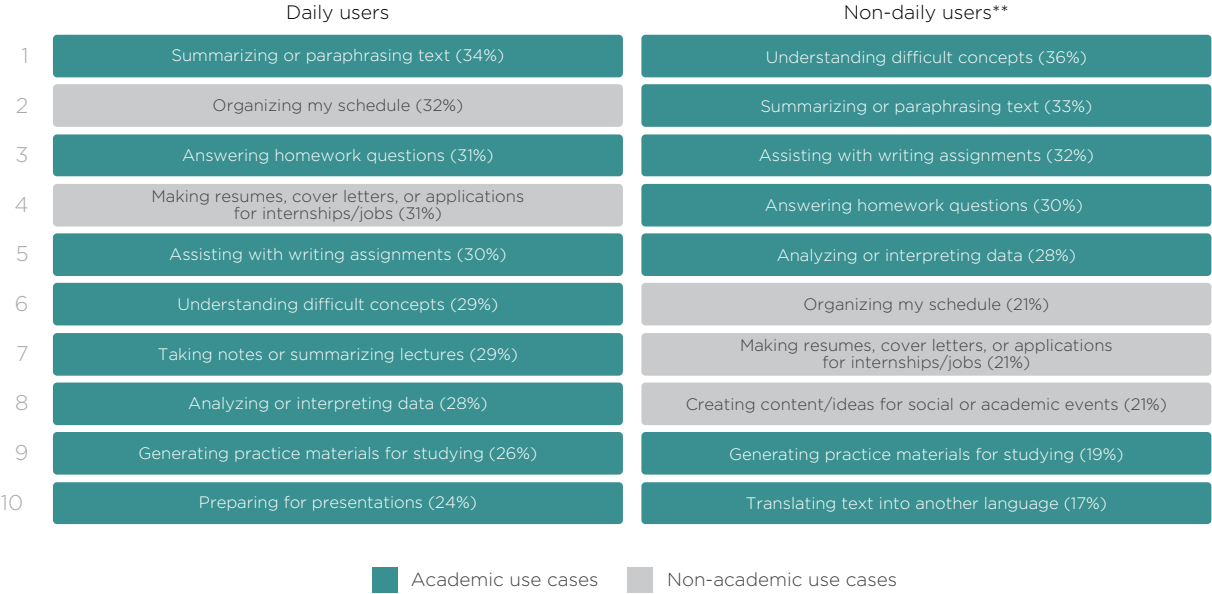 Daily users
Non-daily users**
1
Summarizing or paraphrasing text (34%)
Understanding difficult concepts (36%)
2
Organizing my schedule (32%)
Summarizing or paraphrasing text (33%)
3
Answering homework questions (31%)
Assisting with writing assignments (32%)
4
Making resumes, cover letters, or applications
for internships/jobs (31%)
Answering homework questions (30%)
5
Assisting with writing assignments (30%)
Analyzing or interpreting data (28%)
6
Understanding difficult concepts (29%)
Organizing my schedule (21%)
7
Taking notes or summarizing lectures (29%)
Making resumes, cover letters, or applications
for internships/jobs (21%)
8
Analyzing or interpreting data (28%)
Creating content/ideas for social or academic events (21%)
9
Generating practice materials for studying (26%)
Generating practice materials for studying (19%)
10
Preparing for presentations (24%)
Translating text into another language (17%)
Academic use cases
Non-academic use cases